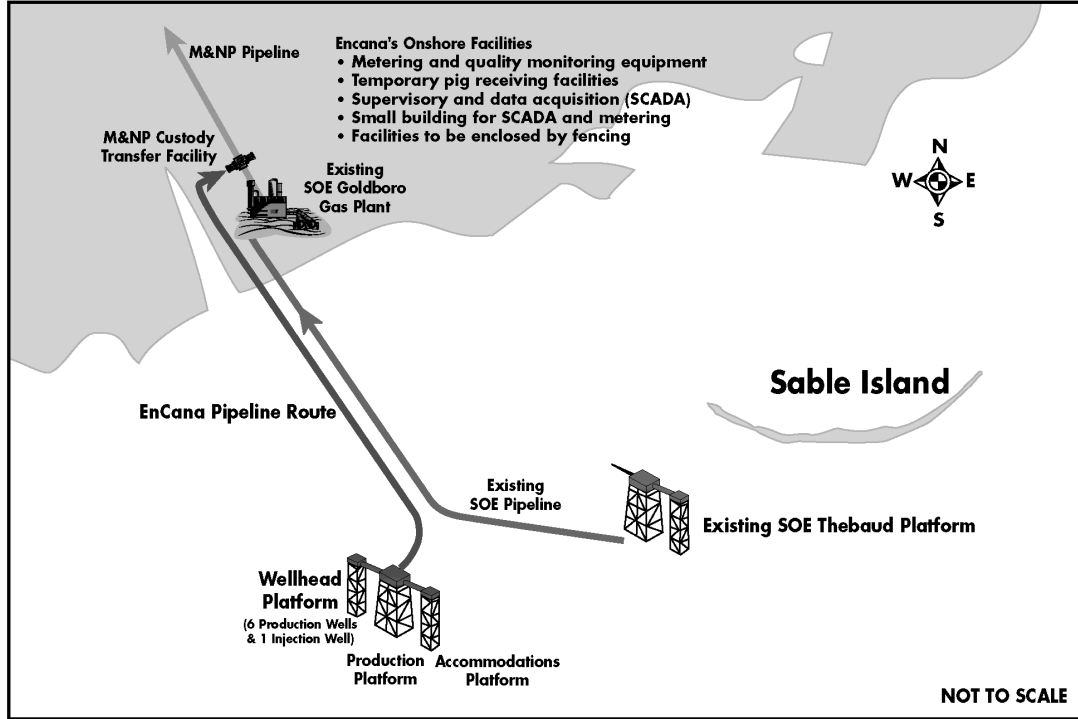 M&NP Pipeline
Encana's Onshore Facilities
• Metering and quality monitoring equipment
• Temporary pig receiving facilities
• Supervisory and data acquisition (SCADA)
• Small building for SCADA and metering
• Facilities to be enclosed by fencing
M&NP Custody
Transfer Facility
Existing
SOE Goldboro
Gas Plant
N
W E
S
Sable Island
EnCana Pipeline Route
Existing
SOE Pipeline
Existing SOE Thebaud Platform
Wellhead
Platform
(6 Production Wells
& 1 Injection Well)
Production
Platform
Accommodations
Platform
NOT TO SCALE